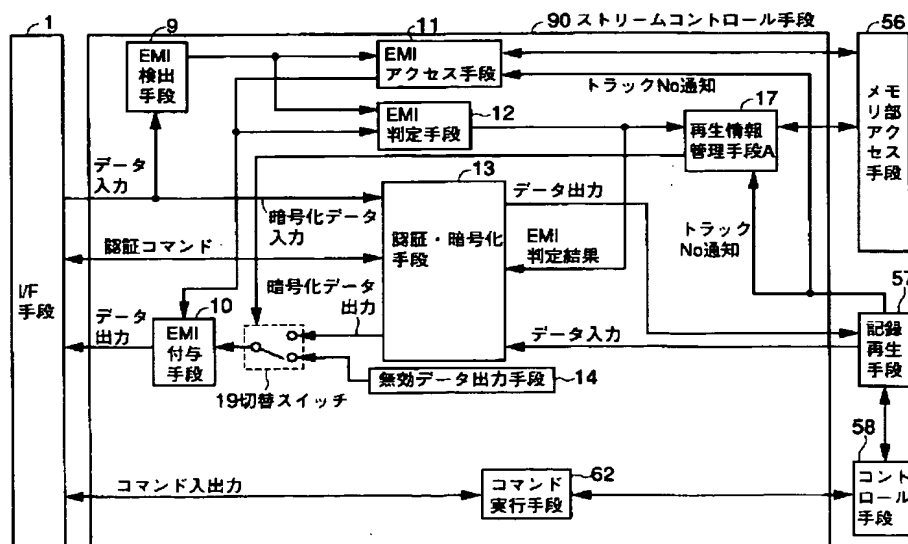 1
90 ストリームコントロール手段
56
9
11
EMI
検出
手段
EMI
アクセス手段
トラックNo通知
12
EMI
判定手段
17
再生情報
管理手段A
メモ
リ部
アク
セス
手段
データ
入力
13
データ出力
暗号化データ
入力
認証・暗号化
手段
トラック
No通知
認証コマンド
EMI
判定結果
I/F
手段
暗号化データ
出力
57
データ
出力
10
EMI
付与
手段
データ入力
記録
再生
手段
無効データ出力手段
14
19切替スイッチ
58
コマンド入出力
62
コマンド
実行手段
コント
ロール
手段